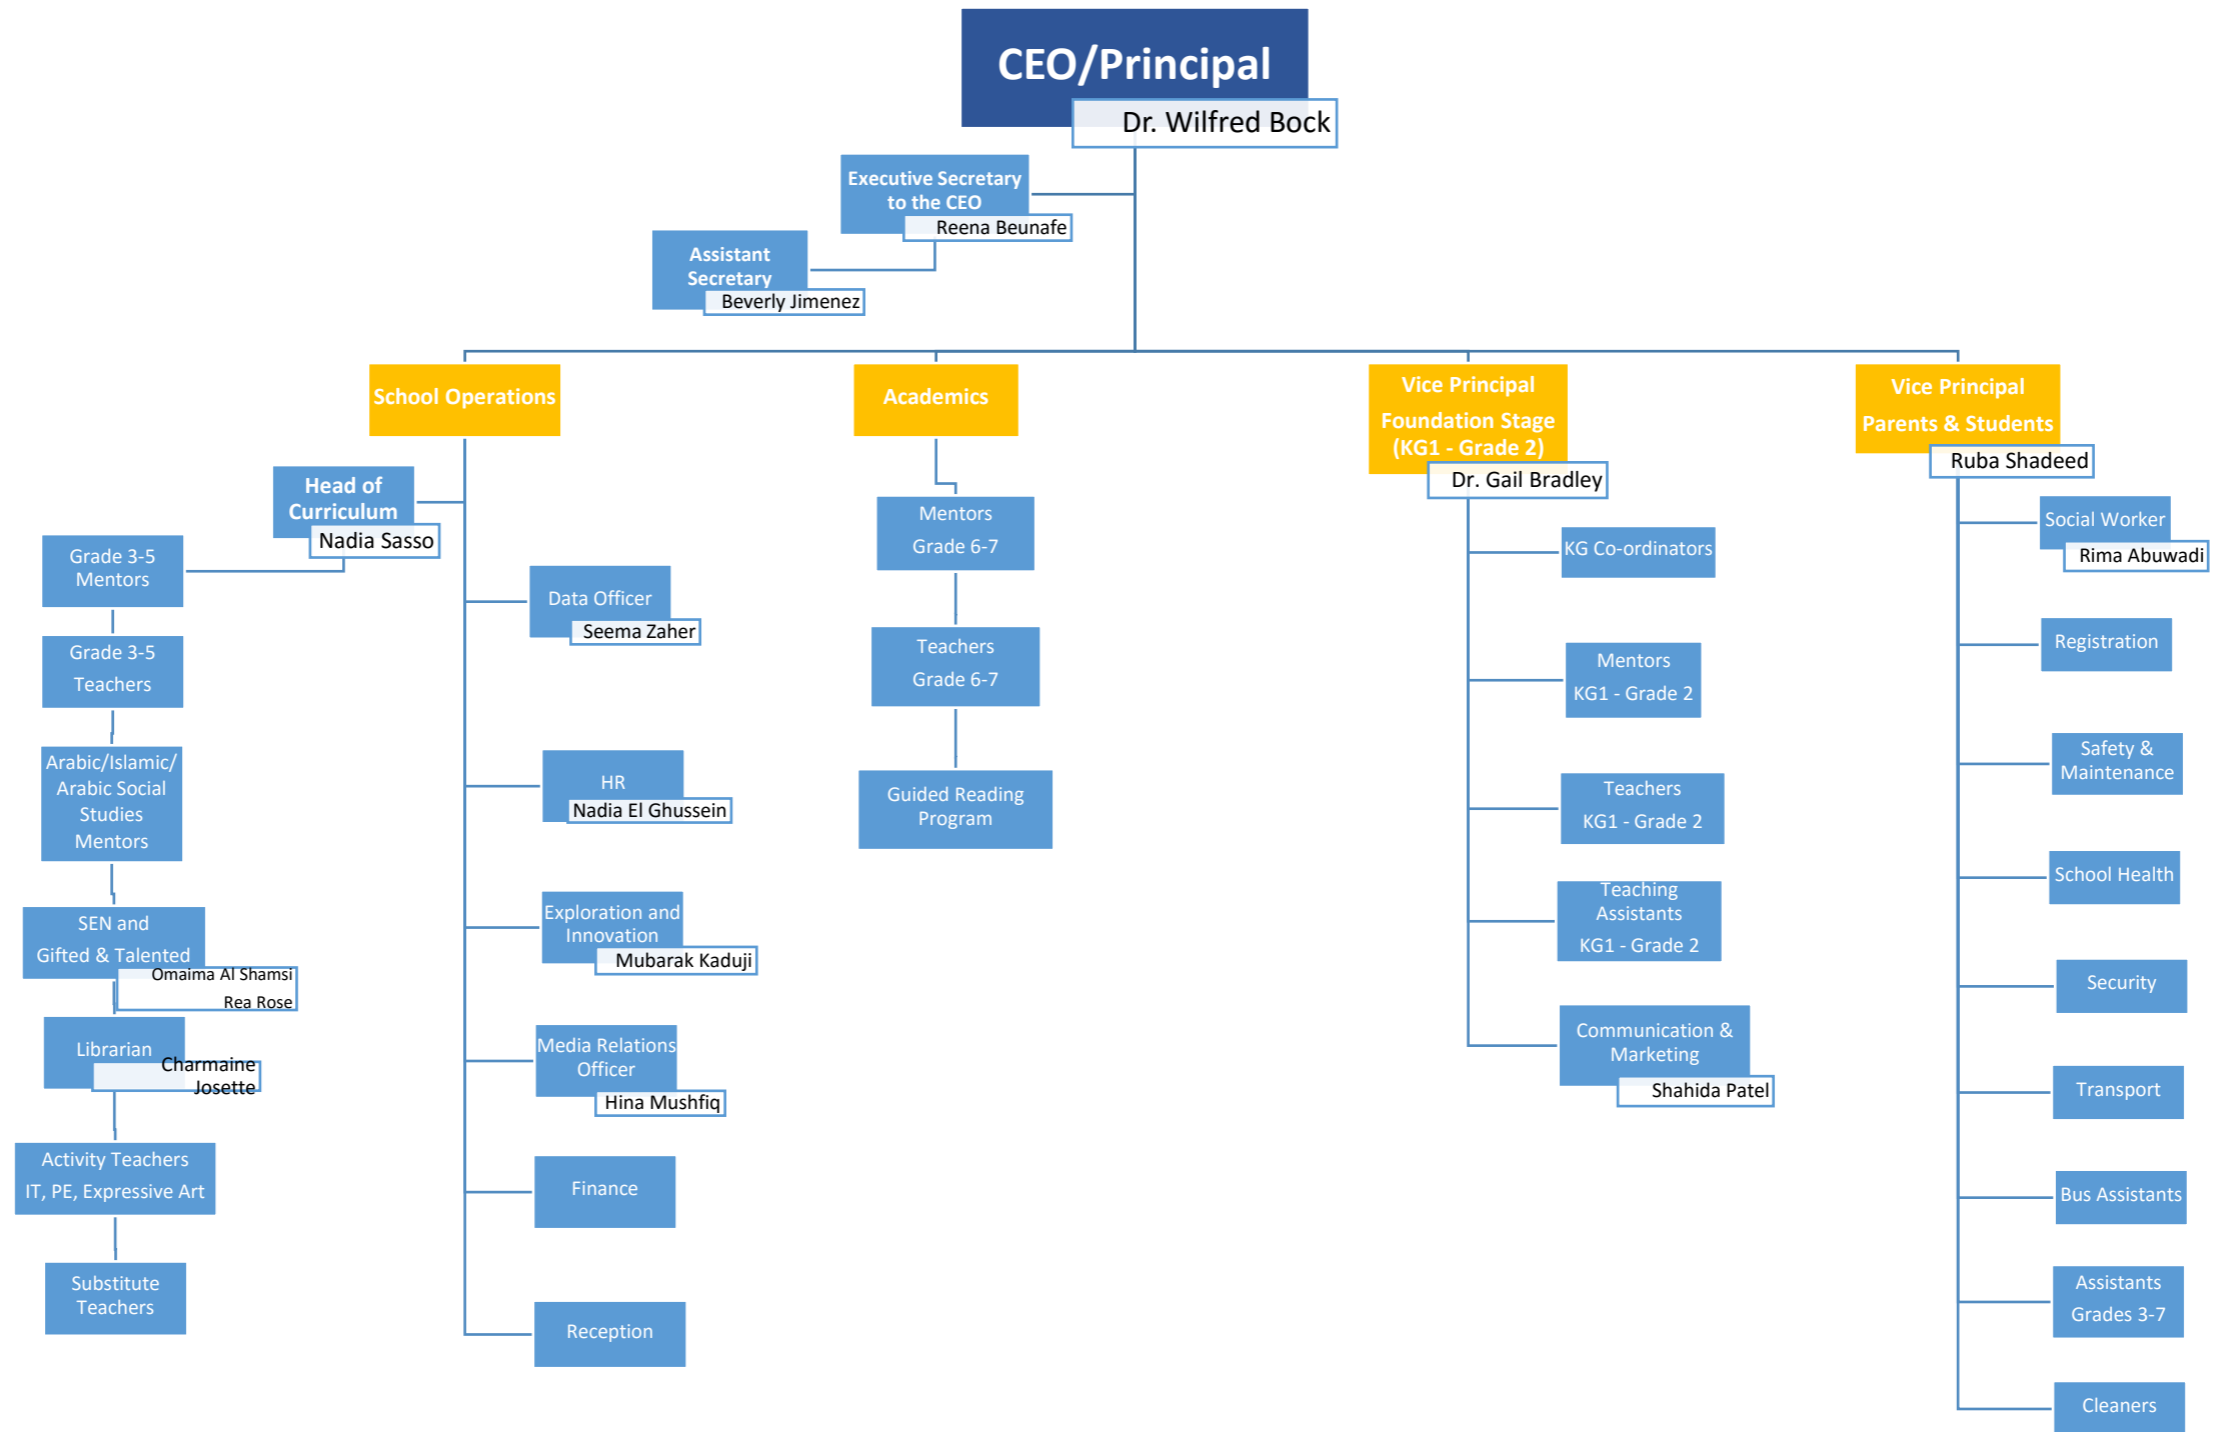 CEO/Principal
Dr. Wilfred Bock
Executive Secretary
to the CEO
Reena Beunafe
Assistant
Secretary
Beverly Jimenez
School Operations
Head of
Curriculum
Nadia Sasso
Grade 3-5
Mentors
Grade 3-5
Teachers
Arabic/Islamic/
Arabic Social
Studies
Mentors
SEN and
Gifted & Talented
Omaima Al Shamsi
Rea Rose
Librarian
Charmaine
Josette
Activity Teachers
IT, PE, Expressive Art
Substitute
Teachers
Data Officer
Seema Zaher
HR
Nadia El Ghussein
Exploration and
Innovation
Mubarak Kaduji
Media Relations
Officer
Hina Mushfiq
Finance
Reception
Academics
Mentors
Grade 6-7
Teachers
Grade 6-7
Guided Reading
Program
Vice Principal
Foundation Stage
(KG1 - Grade 2)
Dr. Gail Bradley
KG Co-ordinators
Mentors
KG1 - Grade 2
Teachers
KG1 - Grade 2
Teaching
Assistants
KG1 - Grade 2
Communication &
Marketing
Shahida Patel
Vice Principal
Parents & Students
Ruba Shadeed
Social Worker
Rima Abuwadi
Registration
Safety &
Maintenance
School Health
Security
Transport
Bus Assistants
Assistants
Grades 3-7
Cleaners